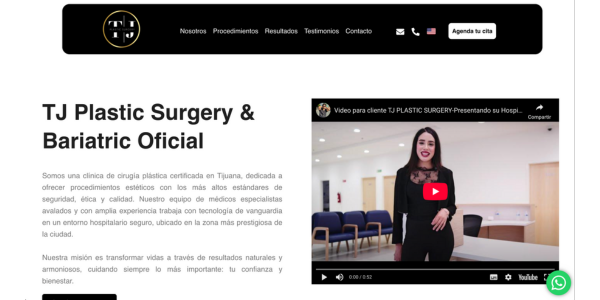 TJ
TJ
Nosotros Procedimientos Resultados Testimonios Contacto
Agenda tu cita
TJ Plastic Surgery &
Bariatric Oficial
Somos una clínica de cirugía plástica certificada en Tijuana, dedicada a
ofrecer procedimientos estéticos con los más altos estándares de
seguridad, ética y calidad. Nuestro equipo de médicos especialistas
avalados y con amplia experiencia trabaja con tecnología de vanguardia
en un entorno hospitalario seguro, ubicado en la zona más prestigiosa de
la ciudad.
Nuestra misión es transformar vidas a través de resultados naturales y
armoniosos, cuidando siempre lo más importante: tu confianza y
bienestar.
Video para cliente TJ PLASTIC SURGERY-Presentando su Hospi...
Compartir
0:00 / 0:52
YouTube